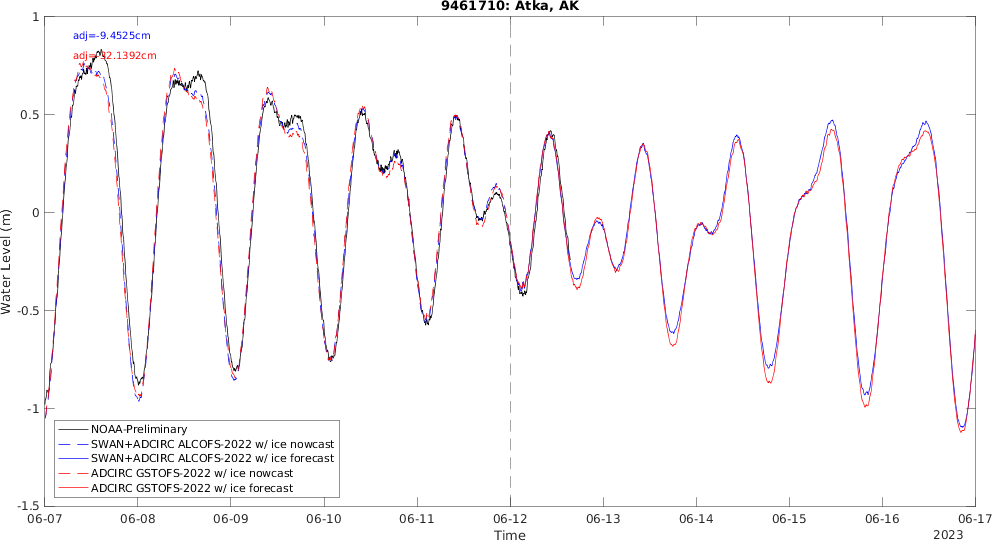 9461710: Atka, AK
adj=-9.4525cm
adj=-32.1392cm
Water Level (m)
1
0.5
0
-0.5
-1
-1.5
NOAA-Preliminary
SWAN+ADCIRC ALCOFS-2022 w/ ice nowcast
SWAN+ADCIRC ALCOFS-2022 w/ ice forecast
ADCIRC GSTOFS-2022 w/ ice nowcast
ADCIRC GSTOFS-2022 w/ ice forecast
06-07 06-08 06-09 06-10 06-11 06-12 06-13 06-14 06-15 06-16 06-17
Time
2023